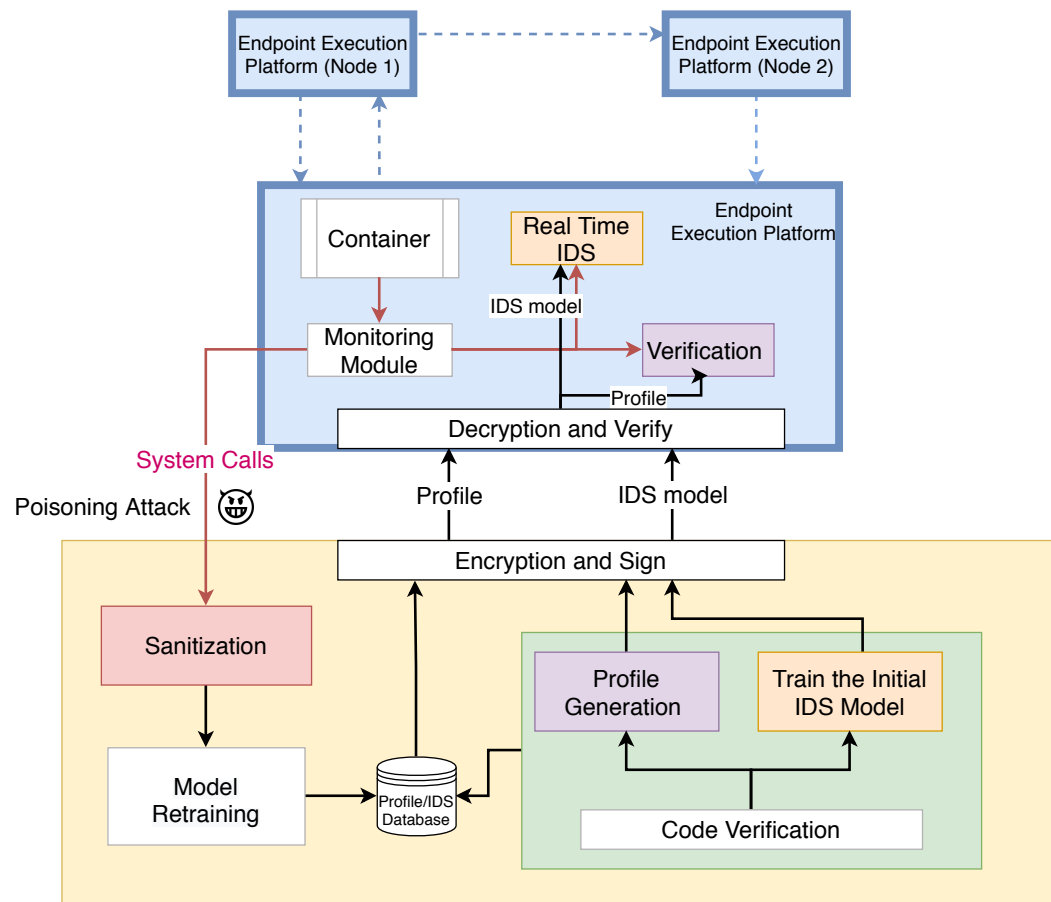 Endpoint Execution
Platform (Node 1)
Endpoint Execution
Platform (Node 2)
Endpoint
Execution Platform
Container
Real Time
IDS
IDS model
Monitoring
Module
Verification
Profile
Decryption and Verify
System Calls
Poisoning Attack
Profile
IDS model
Encryption and Sign
Sanitization
Profile
Generation
Train the Initial
IDS Model
Model
Retraining
Profile/IDS
Database
Code Verification